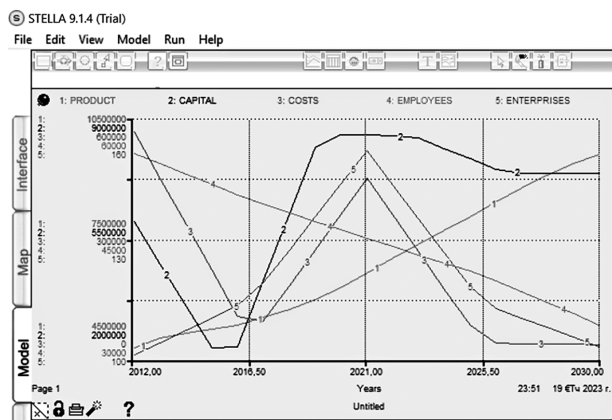 STELLA 9.1.4 (Trial)
File Edit View Model Run Help
1: PRODUCT 2: CAPITAL 3: COSTS 4: EMPLOYEES 5: ENTERPRISES
1: 10500000
2: 9000000
3: 600000
4: 60000
5: 160
1: 7500000
2: 5500000
3: 300000
4: 45000
5: 130
1: 4500000
2: 2000000
3: 0
4: 30000
5: 100
Interface
Map
Model
2012,00 2016,50 2021,00 2025,50 2030,00
Page 1 Years 23:51 19 €Tц 2023 г.
Untitled
?